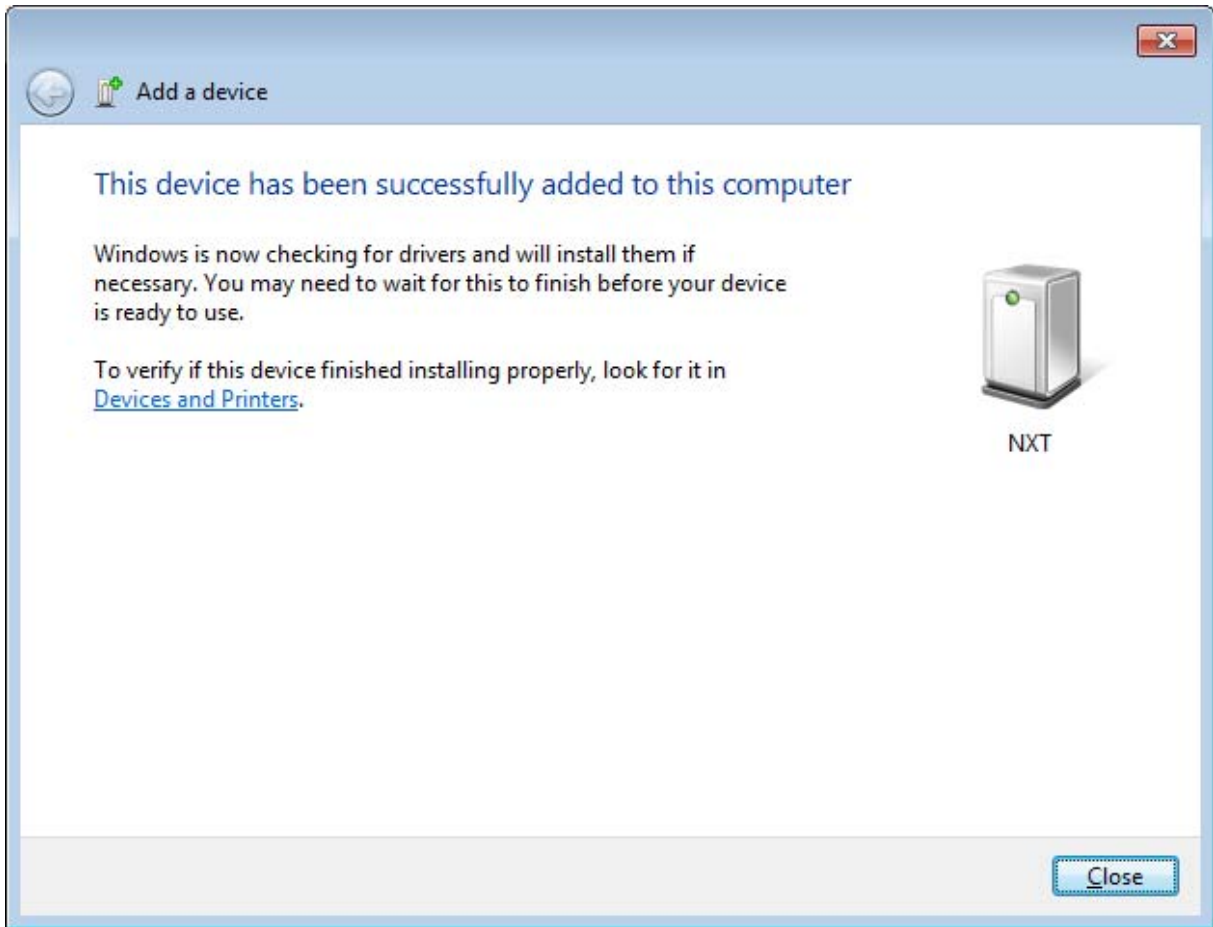 Add a device
This device has been successfully added to this computer
Windows is now checking for drivers and will install them if
necessary. You may need to wait for this to finish before your device
is ready to use.
To verify if this device finished installing properly, look for it in
Devices and Printers.
NXT
Close